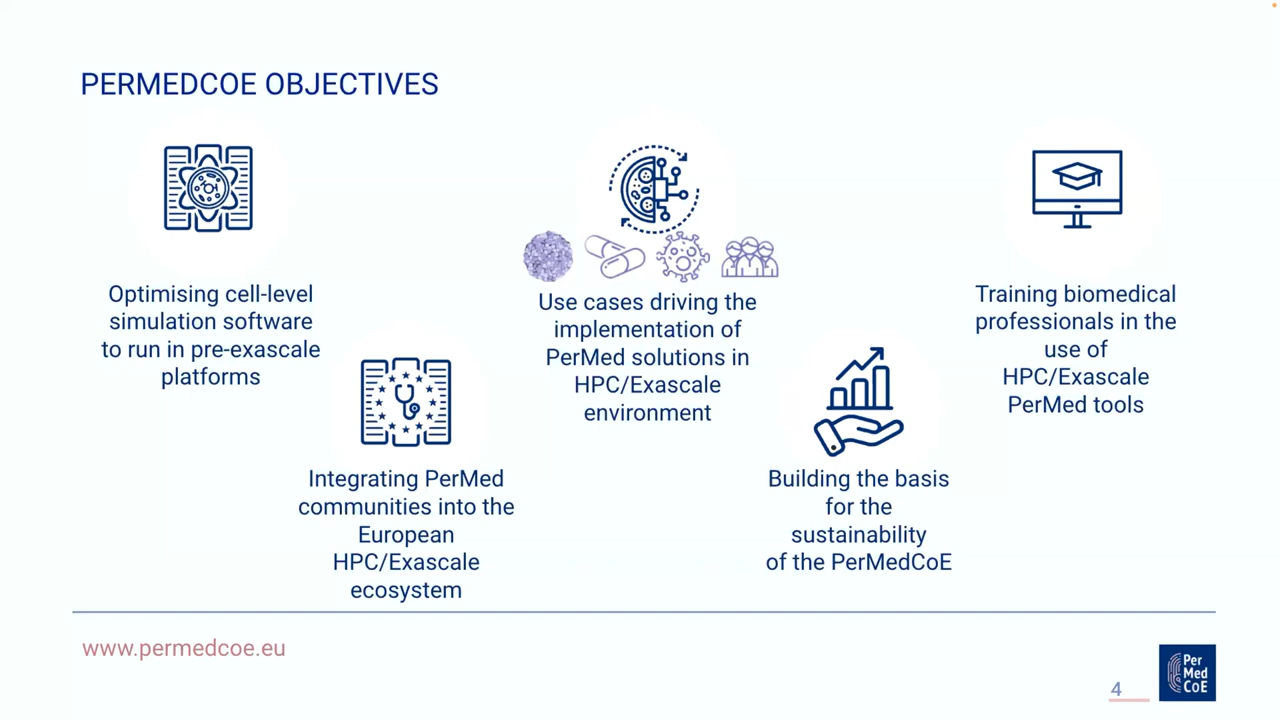 PERMEDCOE OBJECTIVES
Optimising cell-level
simulation software
to run in pre-exascale
platforms
Integrating PerMed
communities into the
European
HPC/Exascale
ecosystem
Use cases driving the
implementation of
PerMed solutions in
HPC/Exascale
environment
Building the basis
for the
sustainability
of the PerMedCoE
Training biomedical
professionals in the
use of
HPC/Exascale
PerMed tools
www.permedcoe.eu
4
Per
Med
CoE